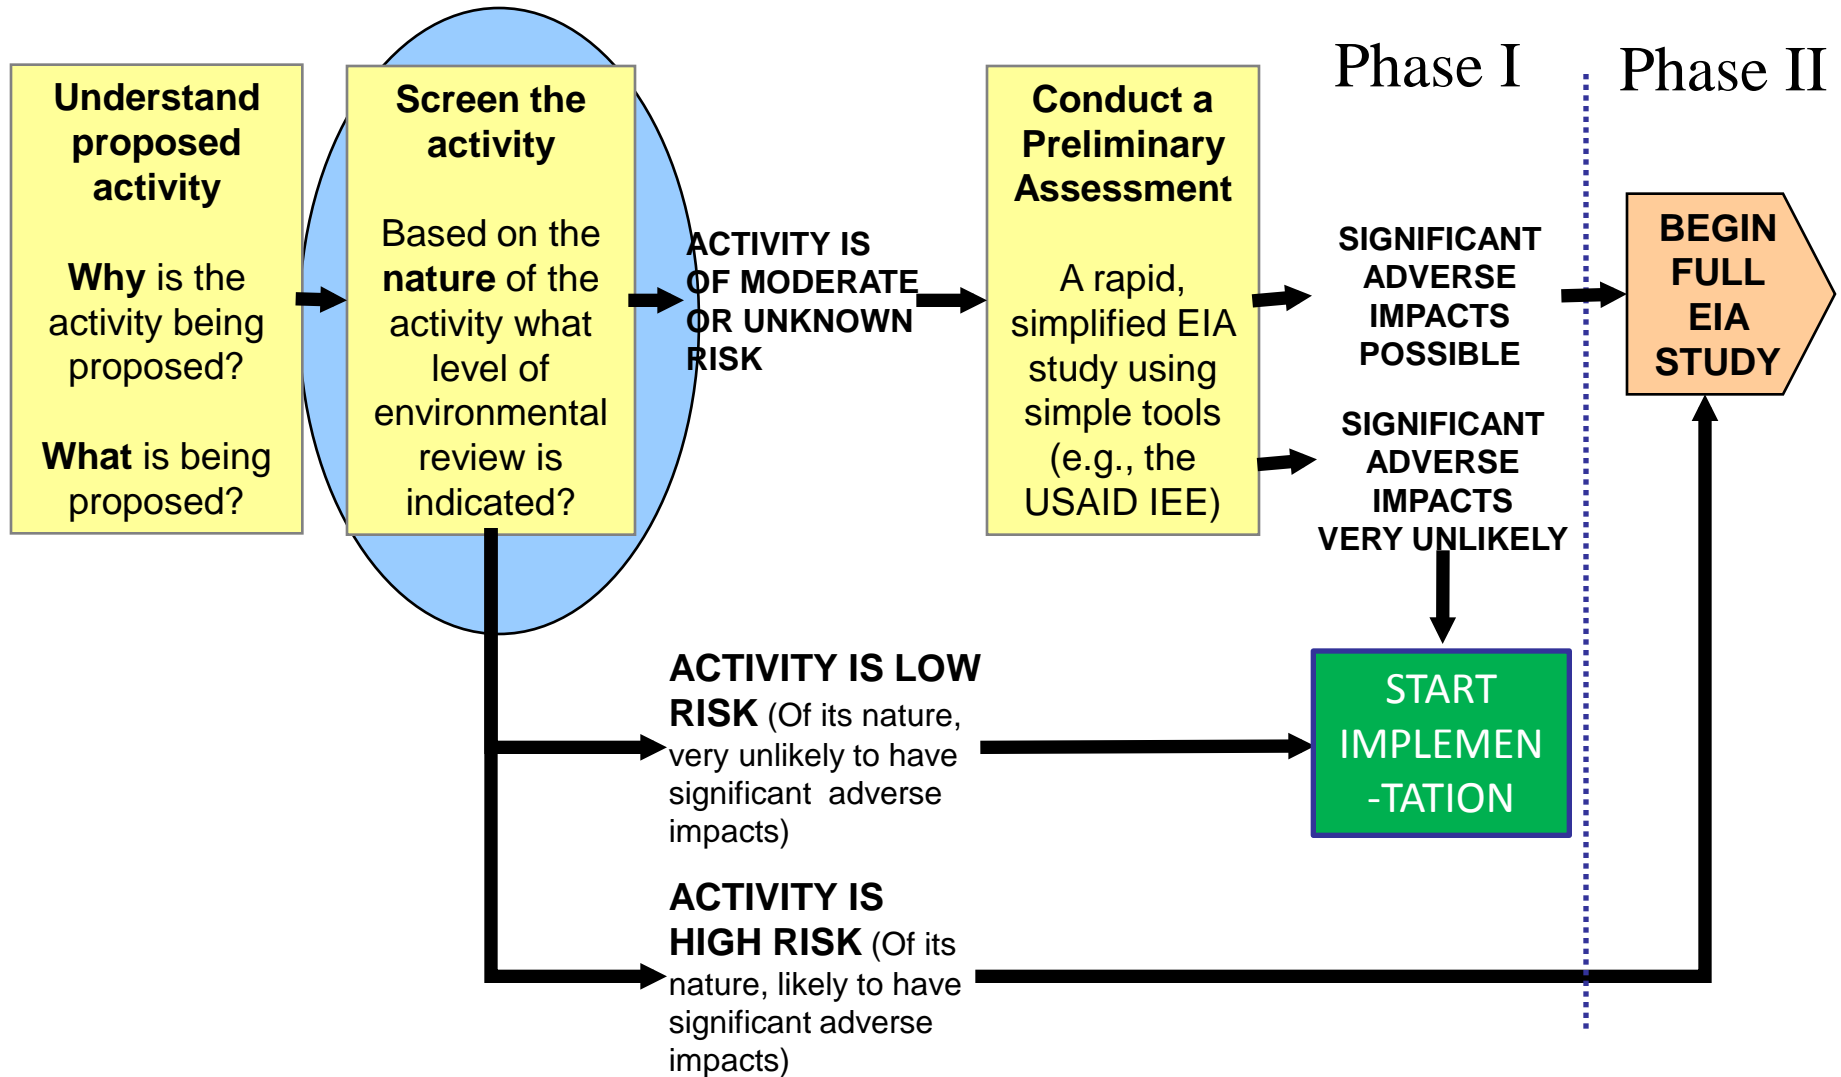 Phase I
Phase II
Understand
proposed
activity
Why is the
activity being
proposed?
What is being
proposed?
Screen the
activity
Based on the
nature of the
activity what
level of
environmental
review is
indicated?
ACTIVITY IS
OF MODERATE
OR UNKNOWN
RISK
Conduct a
Preliminary
Assessment
A rapid,
simplified EIA
study using
simple tools
(e.g., the
USAID IEE)
SIGNIFICANT
ADVERSE
IMPACTS
POSSIBLE
SIGNIFICANT
ADVERSE
IMPACTS
VERY UNLIKELY
BEGIN
FULL
EIA
STUDY
ACTIVITY IS LOW
RISK (Of its nature,
very unlikely to have
significant  adverse
impacts)
START
IMPLEMEN
-TATION
ACTIVITY IS
HIGH RISK (Of its
nature, likely to have
significant adverse
impacts)